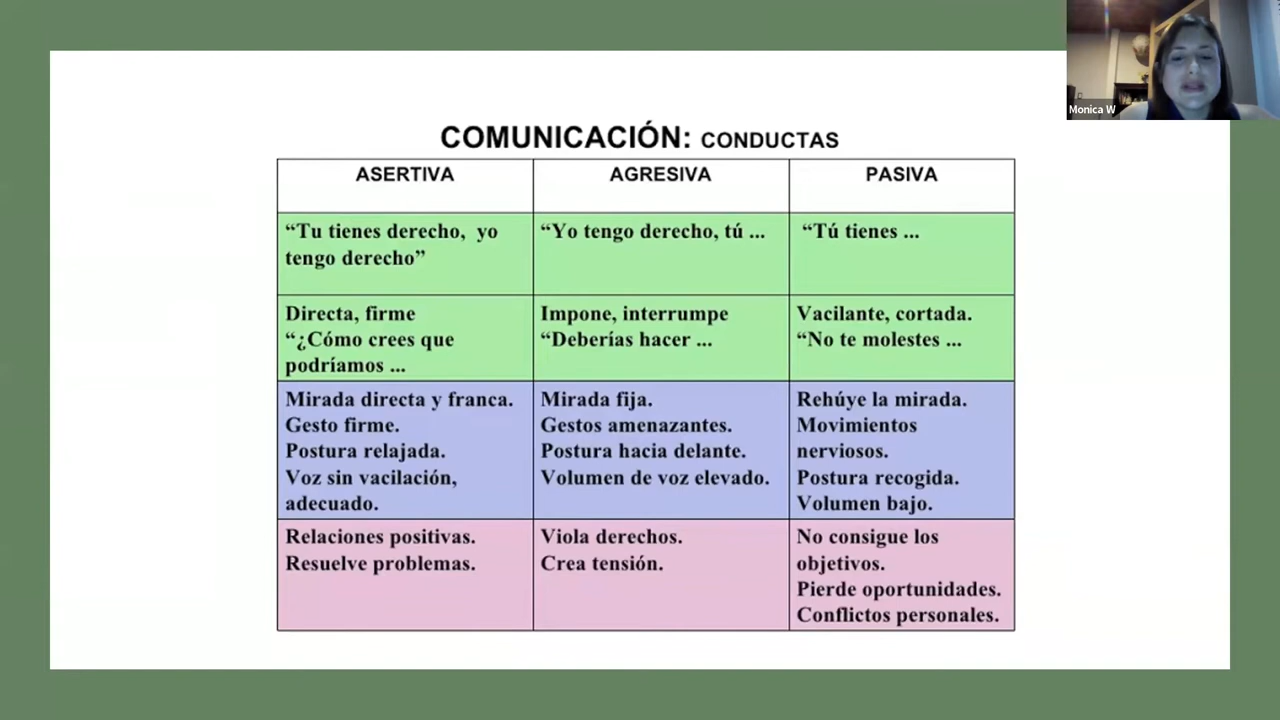 Monica W
COMUNICACIÓN: CONDUCTAS
ASERTIVA
AGRESIVA
PASIVA
“Tu tienes derecho, yo
tengo derecho”
“Yo tengo derecho, tú ...
“Tú tienes ...
Directa, firme
“¿Cómo crees que
podríamos ...
Impone, interrumpe
“Deberías hacer ...
Vacilante, cortada.
“No te molestes ...
Mirada directa y franca.
Gesto firme.
Postura relajada.
Voz sin vacilación,
adecuado.
Mirada fija.
Gestos amenazantes.
Postura hacia delante.
Volumen de voz elevado.
Rehúye la mirada.
Movimientos
nerviosos.
Postura recogida.
Volumen bajo.
Relaciones positivas.
Resuelve problemas.
Viola derechos.
Crea tensión.
No consigue los
objetivos.
Pierde oportunidades.
Conflictos personales.